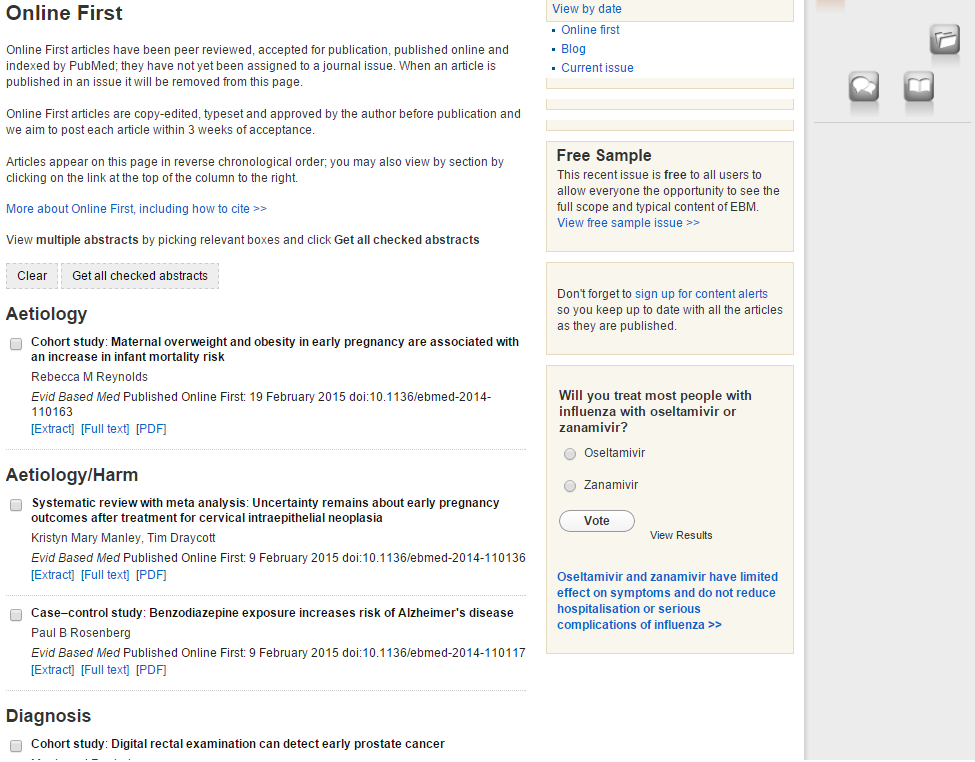 Online First
Online First articles have been peer reviewed, accepted for publication, published online and
indexed by PubMed; they have not yet been assigned to a journal issue. When an article is
published in an issue it will be removed from this page.
Online First articles are copy-edited, typeset and approved by the author before publication and
we aim to post each article within 3 weeks of acceptance.
Articles appear on this page in reverse chronological order; you may also view by section by
clicking on the link at the top of the column to the right.
More about Online First, including how to cite >>
View multiple abstracts by picking relevant boxes and click Get all checked abstracts
Clear
Get all checked abstracts
Aetiology
Cohort study: Maternal overweight and obesity in early pregnancy are associated with
an increase in infant mortality risk
Rebecca M Reynolds
Evid Based Med Published Online First: 19 February 2015 doi:10.1136/ebmed-2014-
110163
[Extract] [Full text] [PDF]
Aetiology/Harm
Systematic review with meta analysis: Uncertainty remains about early pregnancy
outcomes after treatment for cervical intraepithelial neoplasia
Kristyn Mary Manley, Tim Draycott
Evid Based Med Published Online First: 9 February 2015 doi:10.1136/ebmed-2014-110136
[Extract] [Full text] [PDF]
Case–control study: Benzodiazepine exposure increases risk of Alzheimer's disease
Paul B Rosenberg
Evid Based Med Published Online First: 9 February 2015 doi:10.1136/ebmed-2014-110117
[Extract] [Full text] [PDF]
Diagnosis
Cohort study: Digital rectal examination can detect early prostate cancer
View by date
Online first
Blog
Current issue
Free Sample
This recent issue is free to all users to
allow everyone the opportunity to see the
full scope and typical content of EBM.
View free sample issue >>
Don't forget to sign up for content alerts
so you keep up to date with all the articles
as they are published.
Will you treat most people with
influenza with oseltamivir or
zanamivir?
Oseltamivir
Zanamivir
Vote
View Results
Oseltamivir and zanamivir have limited
effect on symptoms and do not reduce
hospitalisation or serious
complications of influenza >>